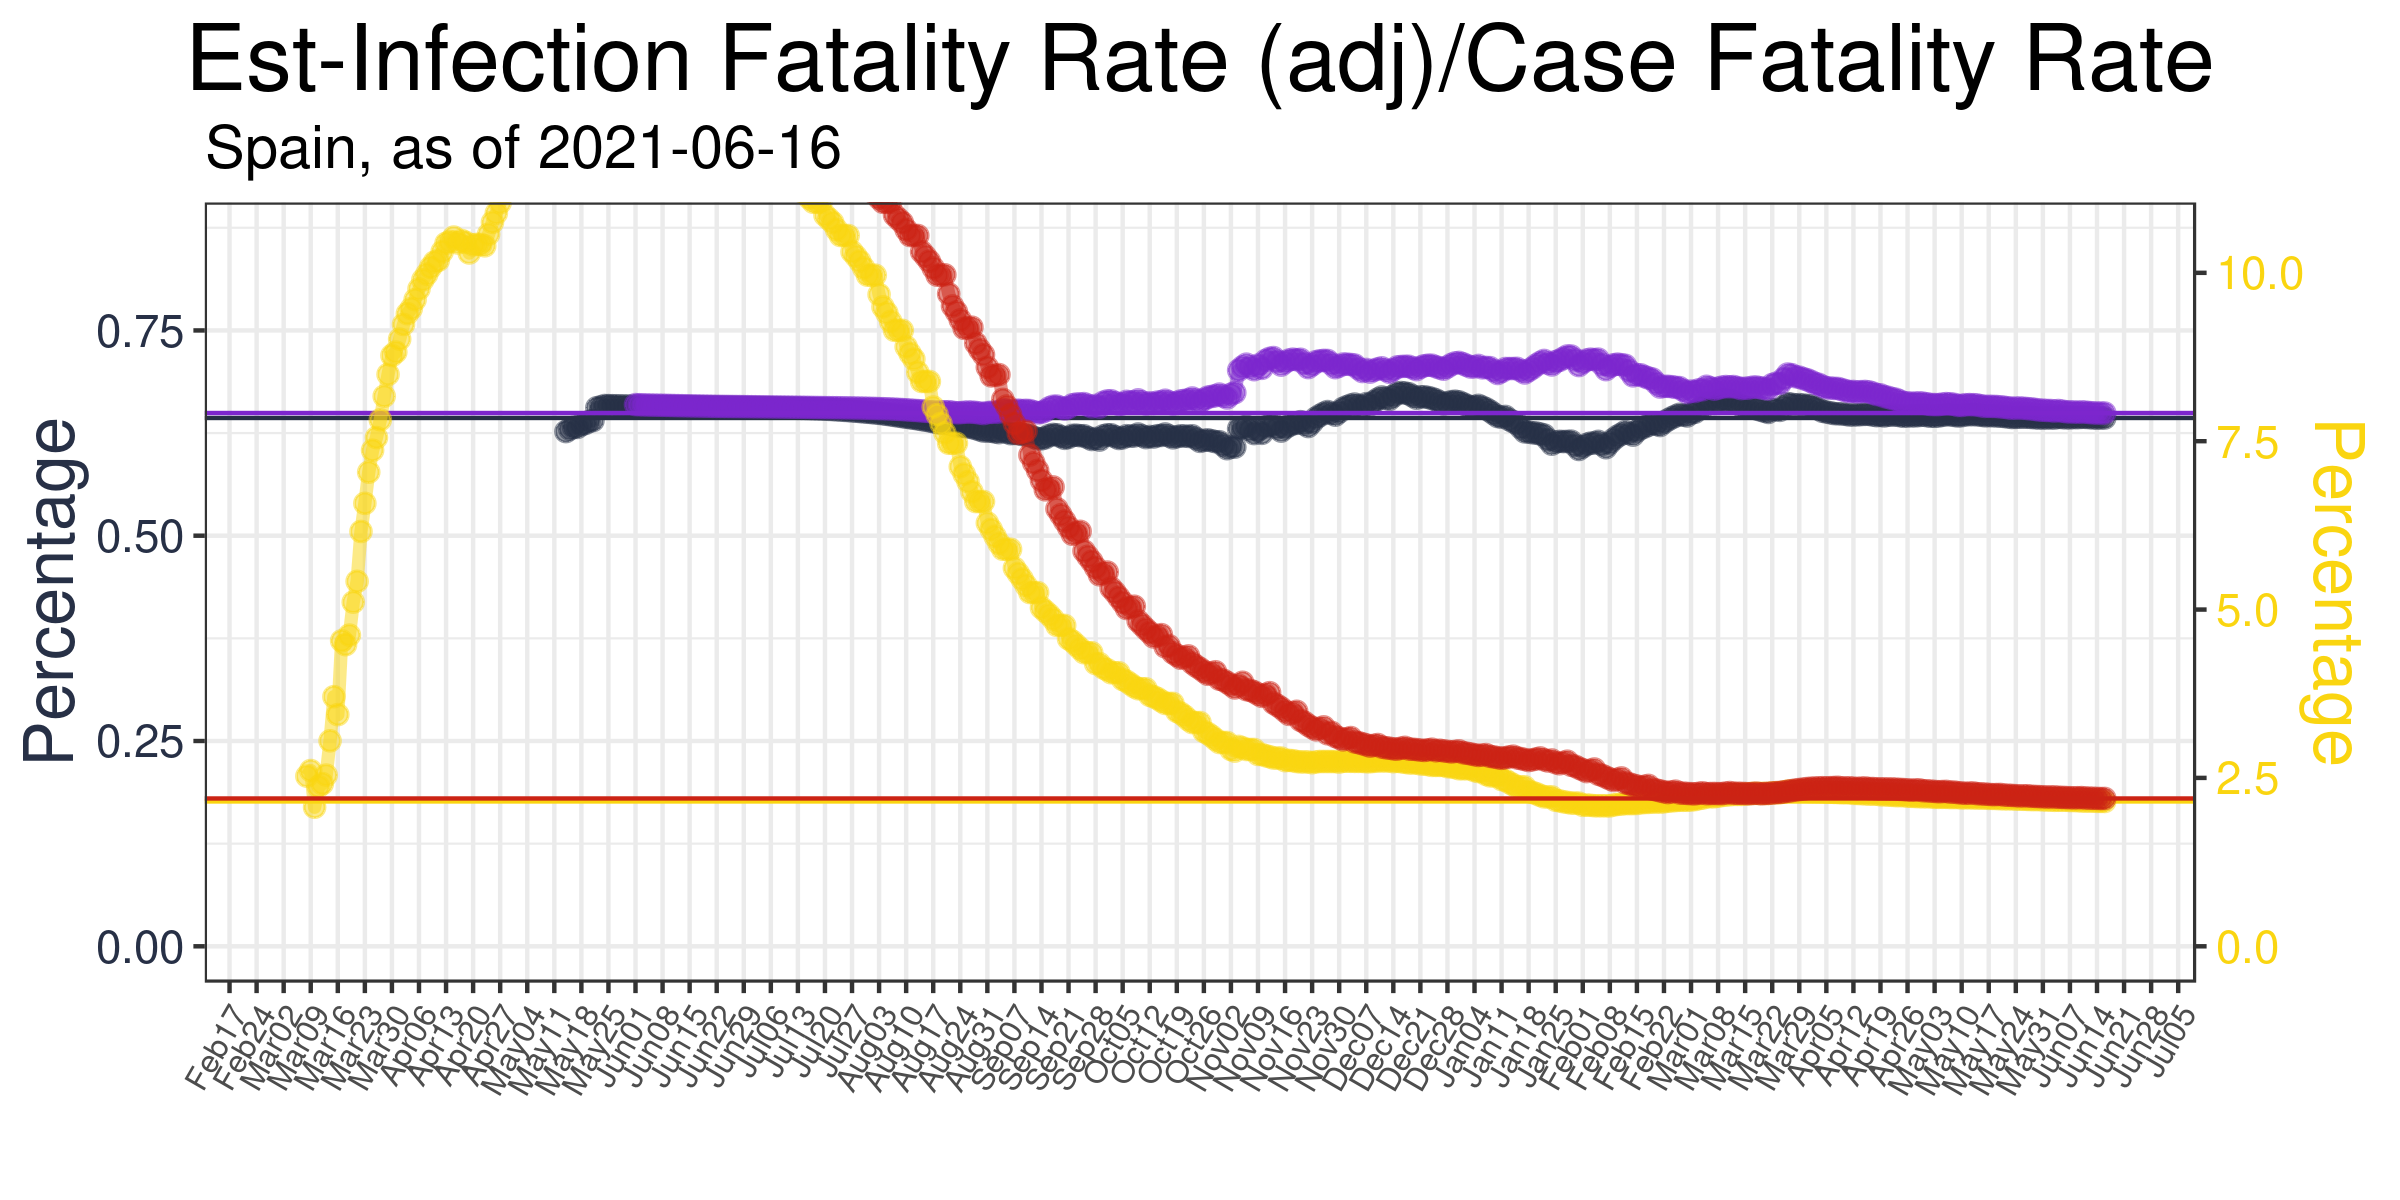 Est-Infection Fatality Rate (adj)/Case Fatality Rate
Spain, as of 2021-06-16
Percentage
0.75
0.50
0.25
0.00
10.0
7.5
5.0
2.5
0.0
Percentage
Feb17
Feb24
Mar02
Mar09
Mar16
Mar23
Mar30
Apr06
Apr13
Apr20
Apr27
May04
May11
May18
May25
Jun01
Jun08
Jun15
Jun22
Jun29
Jul06
Jul13
Jul20
Jul27
Aug03
Aug10
Aug17
Aug24
Aug31
Sep07
Sep14
Sep21
Sep28
Oct05
Oct12
Oct19
Oct26
Nov02
Nov09
Nov16
Nov23
Nov30
Dec07
Dec14
Dec21
Dec28
Jan04
Jan11
Jan18
Jan25
Feb01
Feb08
Feb15
Feb22
Mar01
Mar08
Mar15
Mar22
Mar29
Apr05
Apr12
Apr19
Apr26
May03
May10
May17
May24
May31
Jun07
Jun14
Jun21
Jun28
Jul05